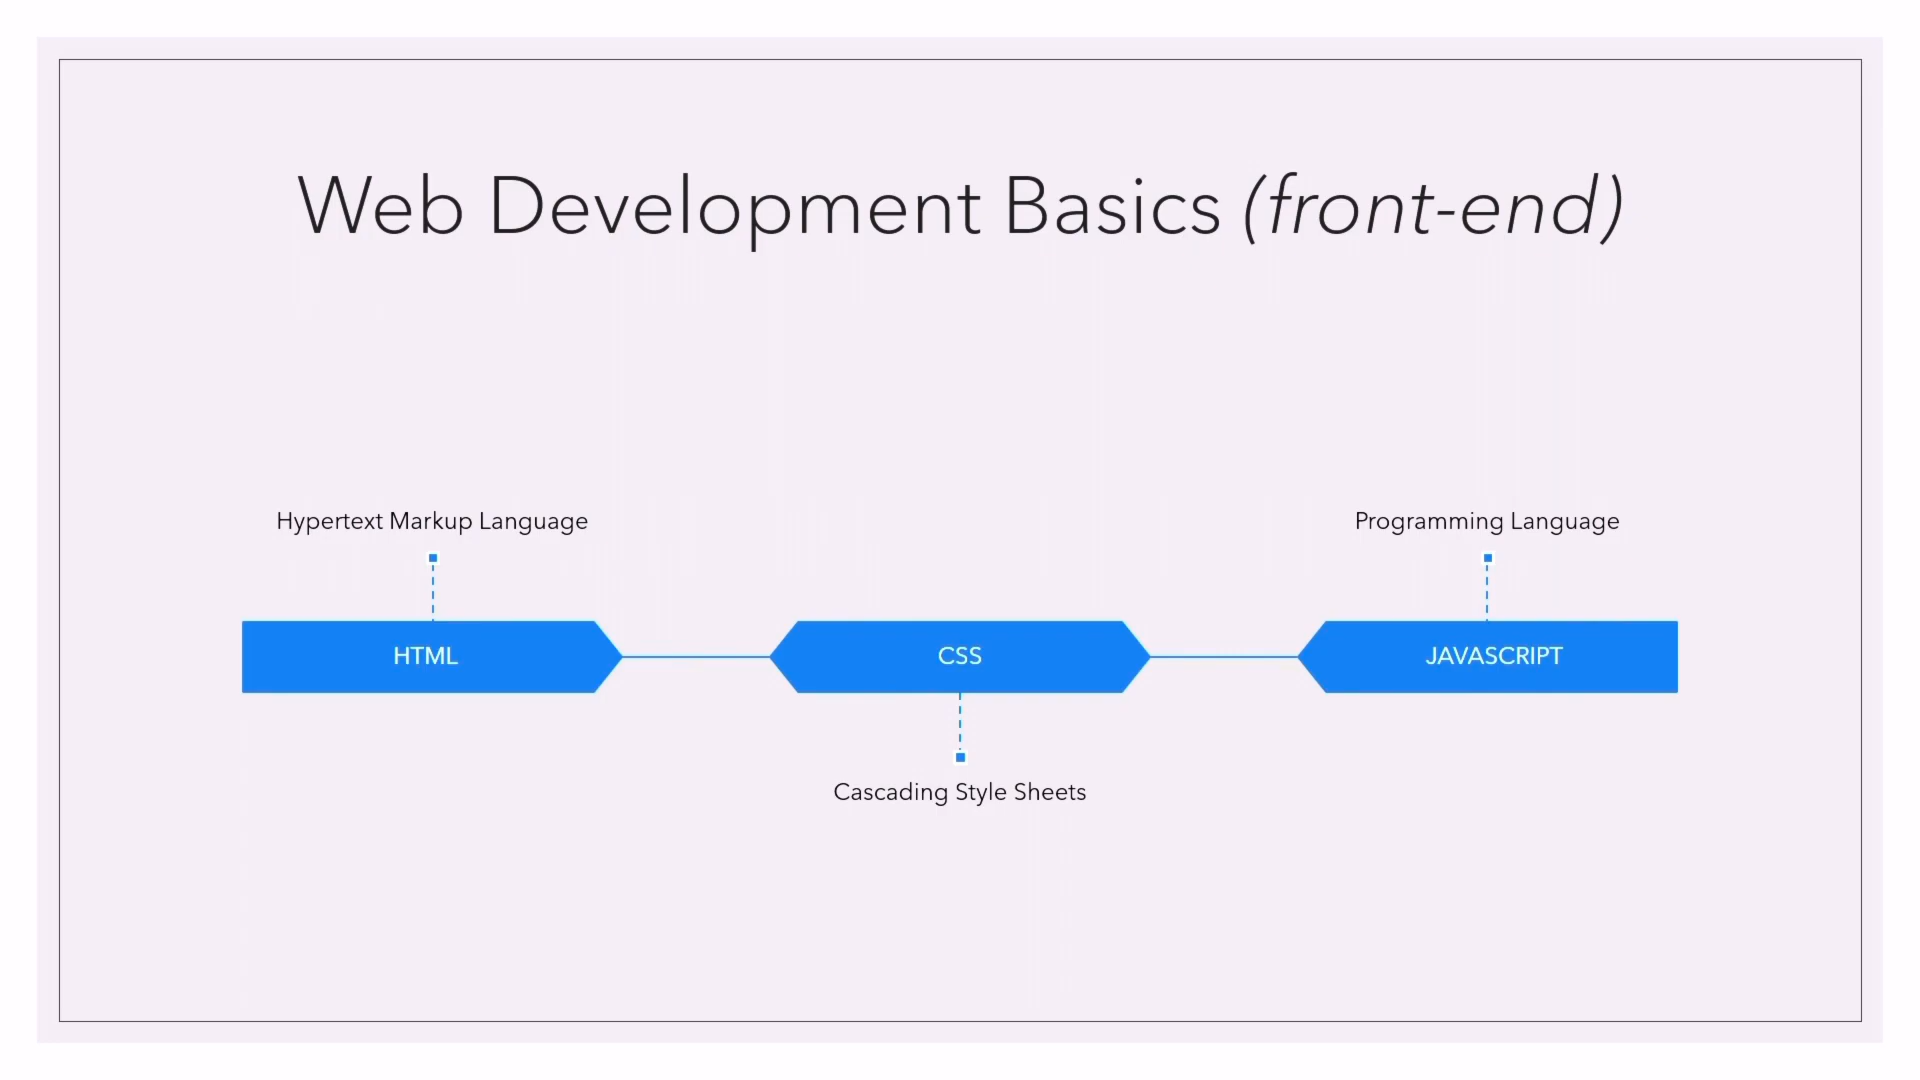 Web Development Basics (front-end)
Hypertext Markup Language
Programming Language
HTML
CSS
JAVASCRIPT
Cascading Style Sheets